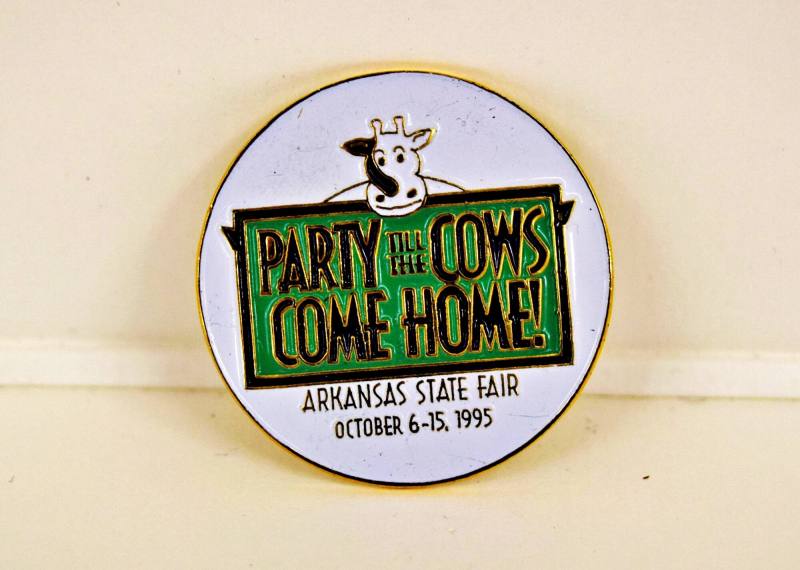 PARTY TILL THE COWS
COME HOME!
ARKANSAS STATE FAIR
OCTOBER 6-15, 1995